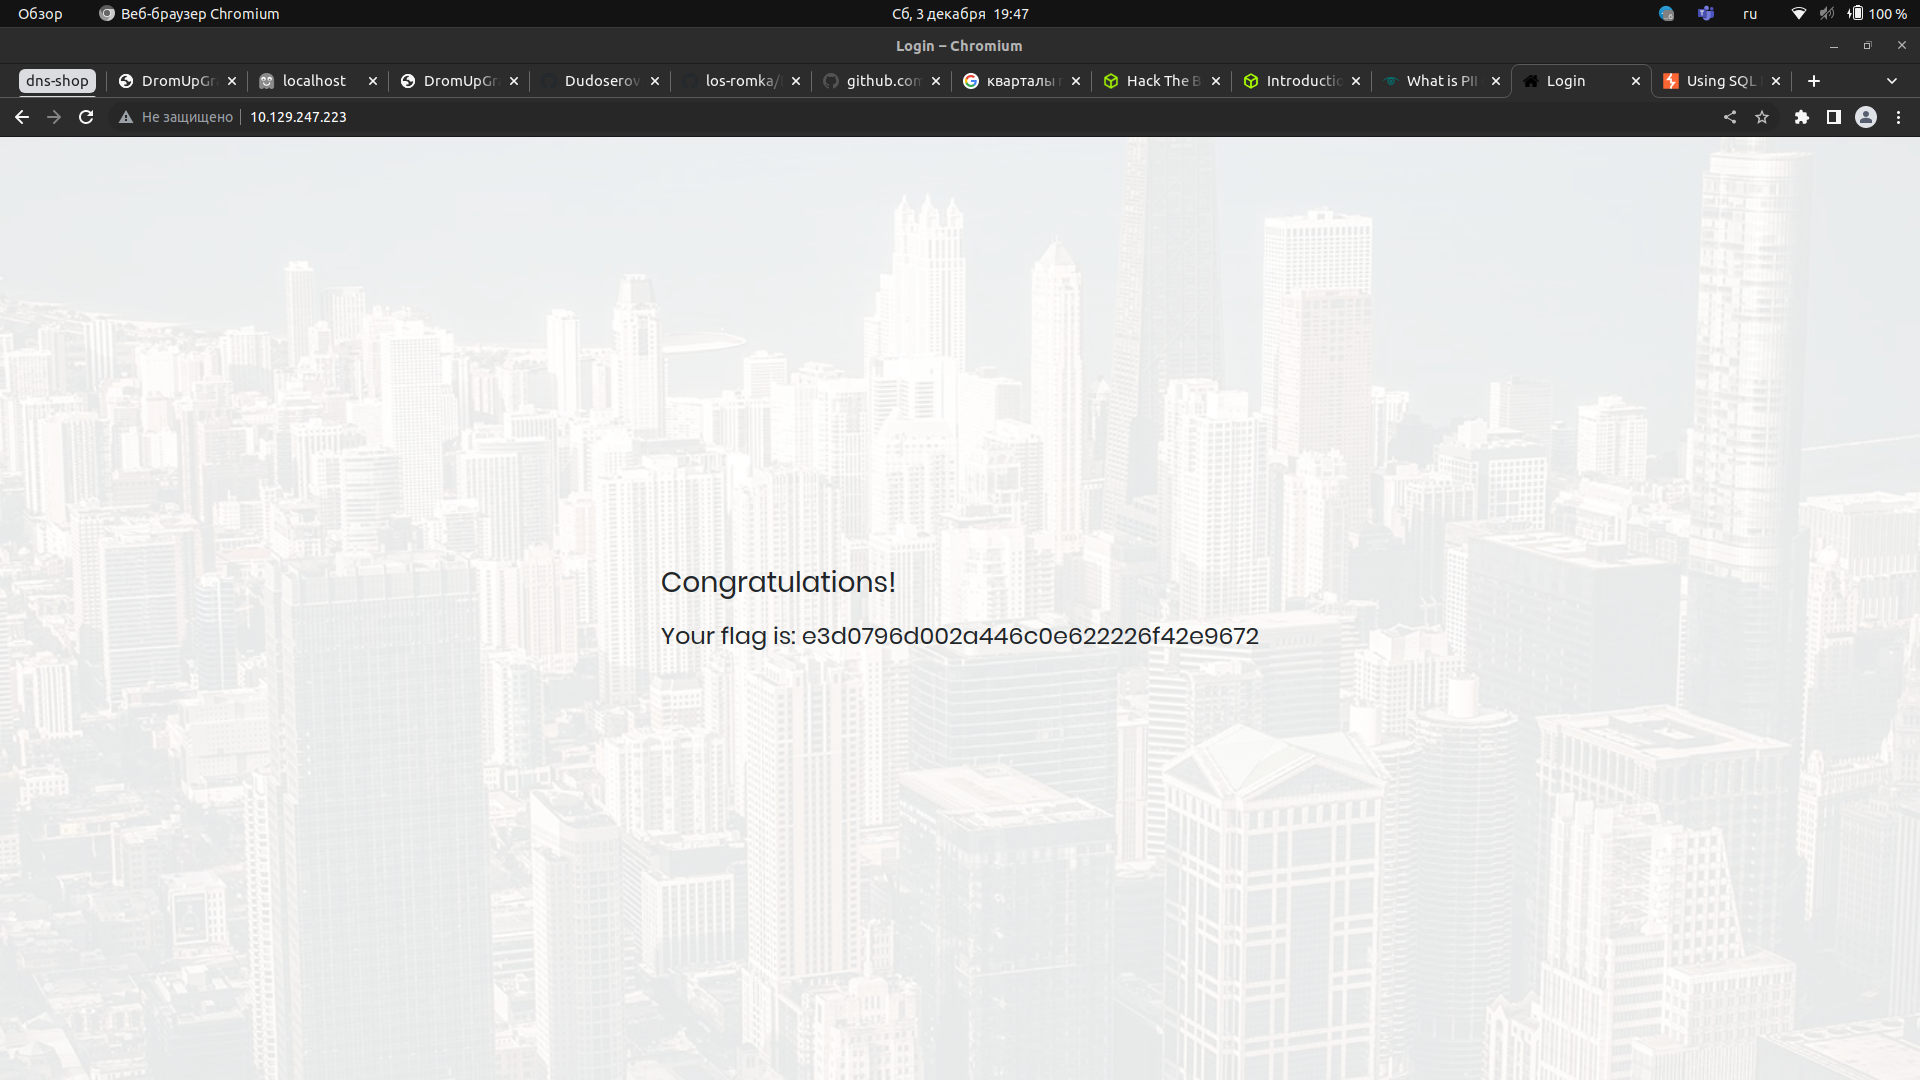 Обзор Веб-браузер Chromium Сб, 3 декабря 19:47 ru 100 %
Login – Chromium
dns-shop DromUpGr localhost DromUpGr Dudoserov los-romka/ github.com кварталы Hack The B Introductio What is PII Login Using SQL
Не защищено 10.129.247.223
Congratulations!
Your flag is: e3d0796d002a446c0e622226f42e9672